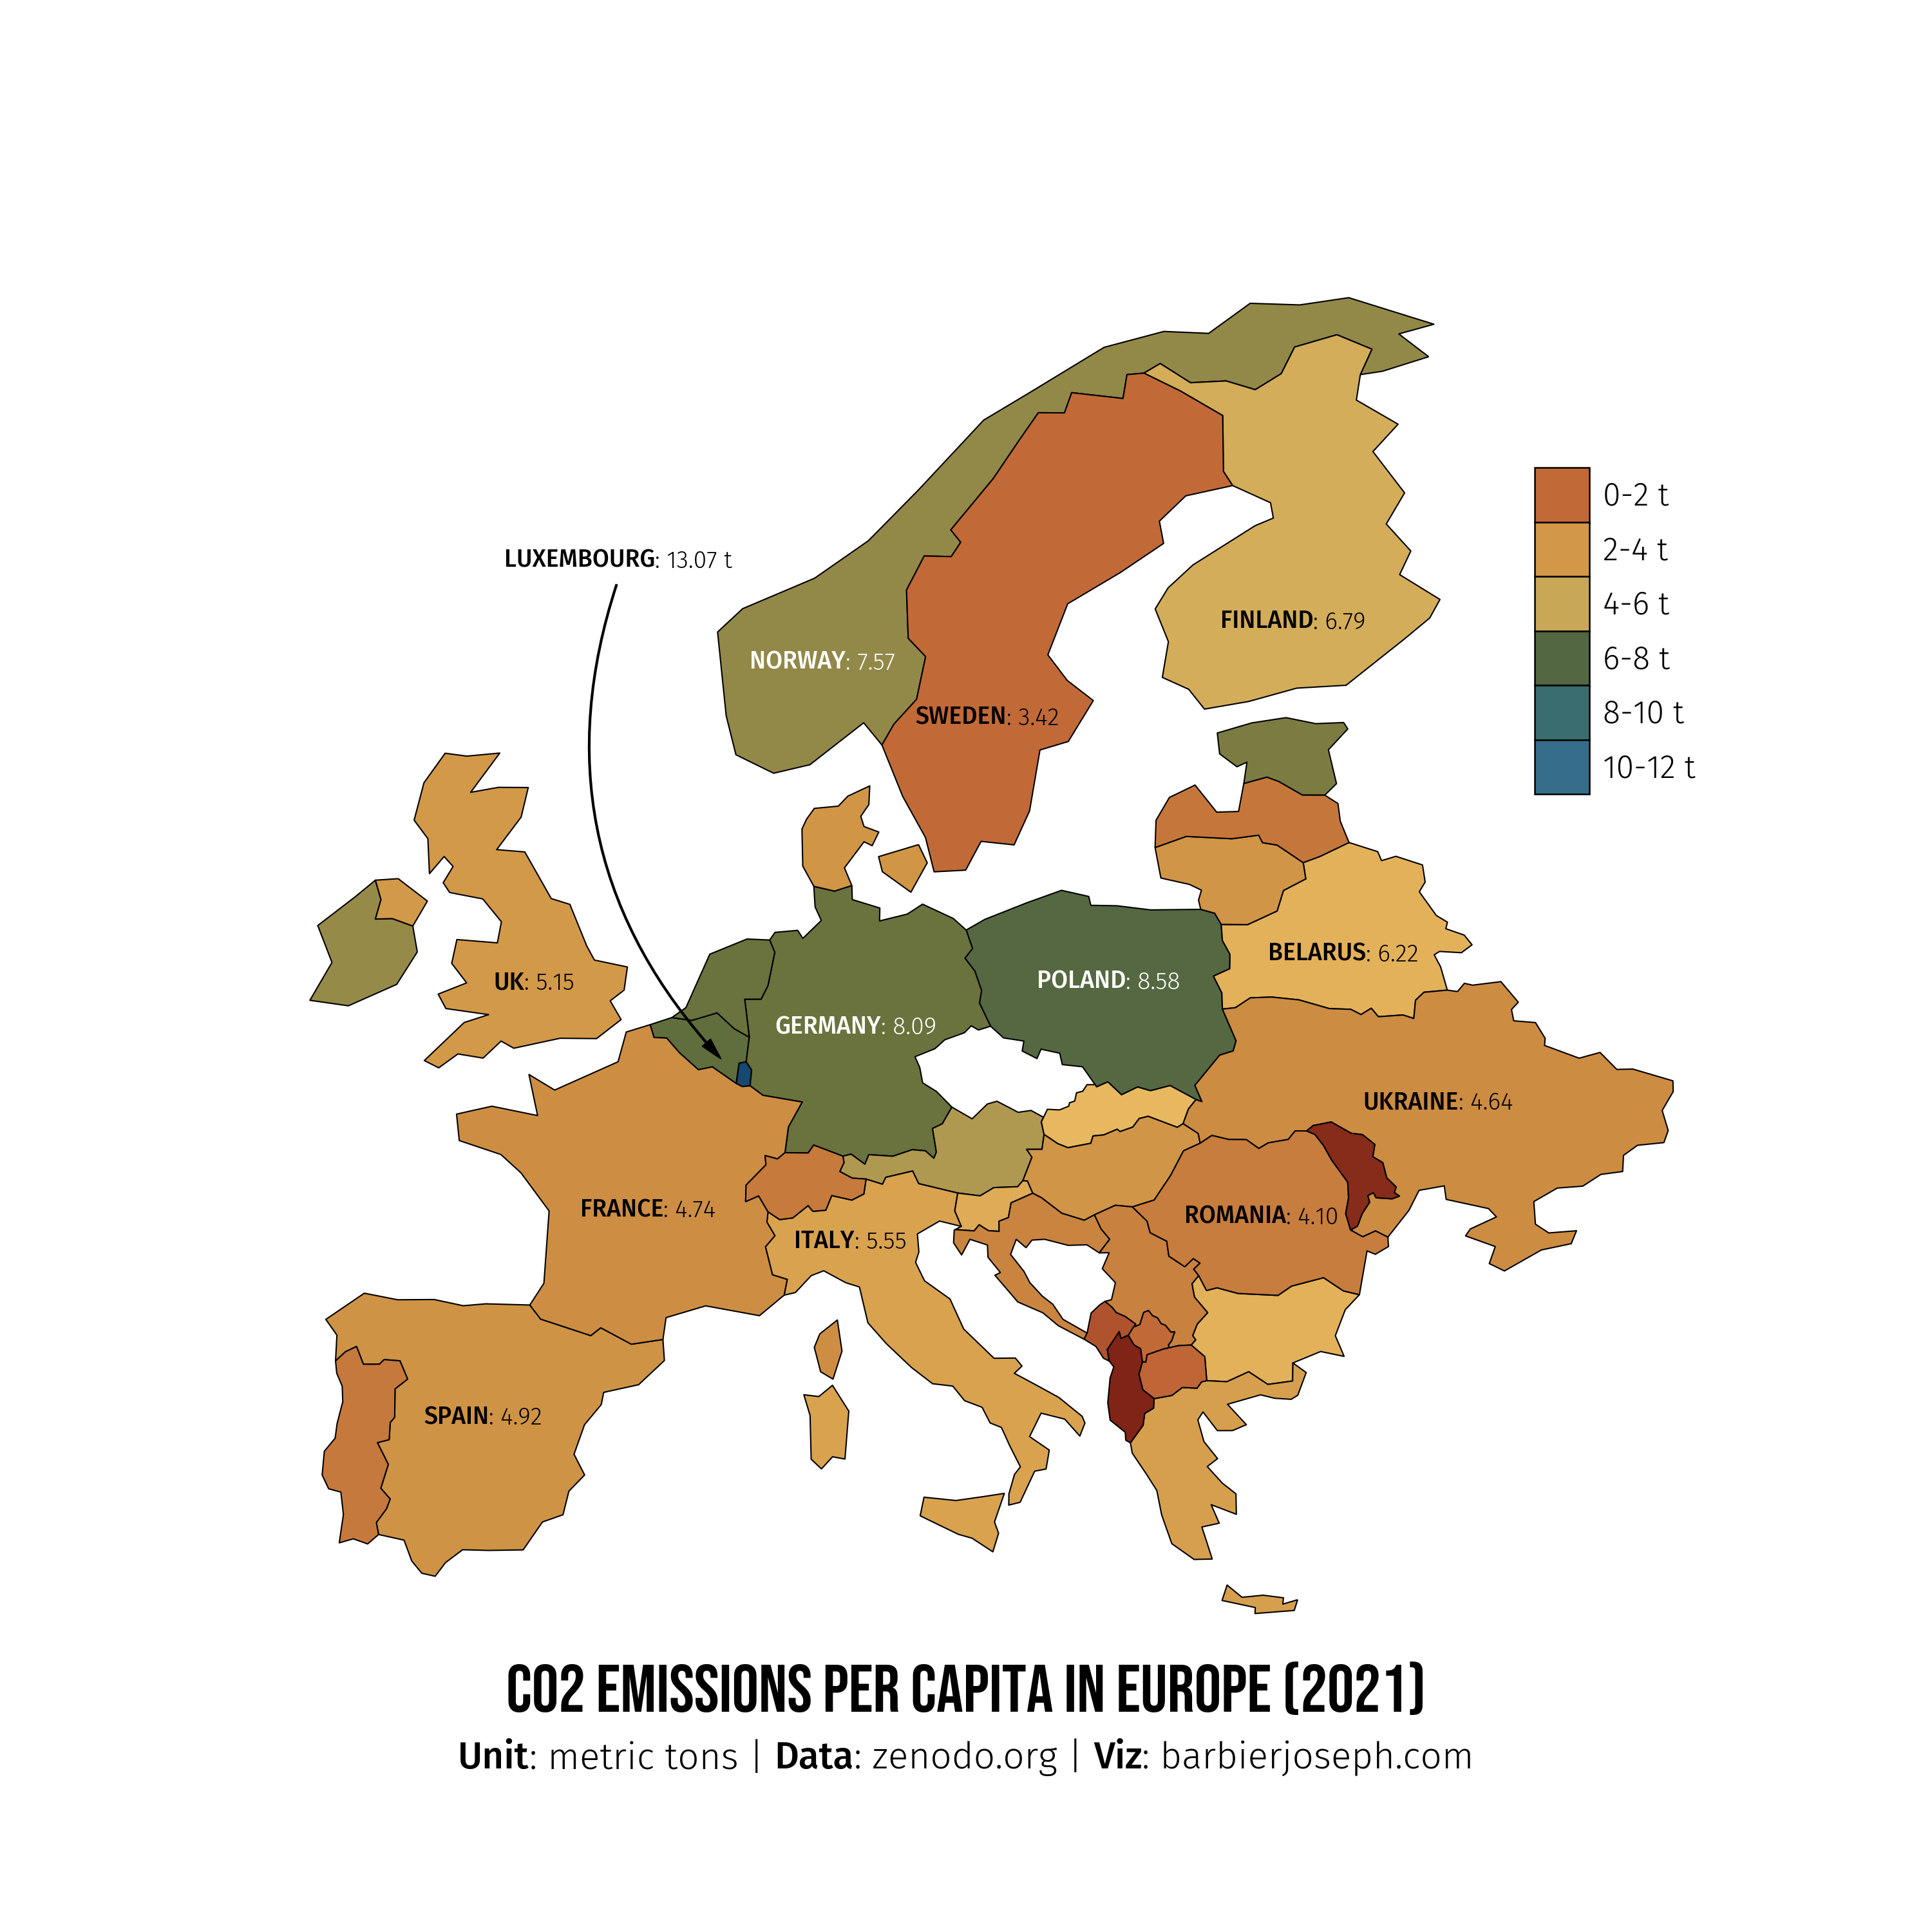 LUXEMBOURG: 13.07 t
NORWAY: 7.57
FINLAND: 6.79
SWEDEN: 3.42
0-2 t
2-4 t
4-6 t
6-8 t
8-10 t
10-12 t
UK: 5.15
BELARUS: 6.22
POLAND: 8.58
GERMANY: 8.09
UKRAINE: 4.64
FRANCE: 4.74
ROMANIA: 4.10
ITALY: 5.55
SPAIN: 4.92
CO2 EMISSIONS PER CAPITA IN EUROPE (2021)
Unit: metric tons | Data: zenodo.org | Viz: barbierjoseph.com